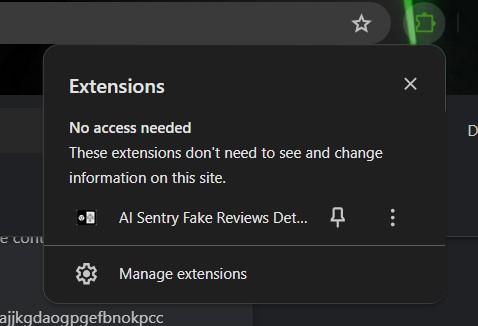 Extensions
No access needed
These extensions don't need to see and change
information on this site.
AI Sentry Fake Reviews Det...
Manage extensions
D
e cont
ajjkgdaogpgefbnokpcc